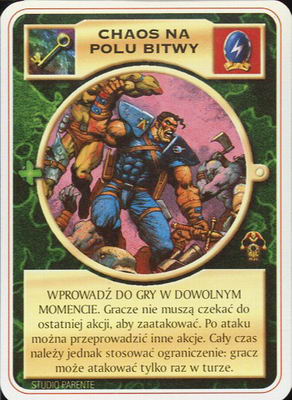 CHAOS NA
POLU BITWY
WPROWADŹ DO GRY W DOWOLNYM
MOMENCIE. Gracze nie muszą czekać do
ostatniej akcji, aby zaatakować. Po ataku
można przeprowadzić inne akcje. Cały czas
należy jednak stosować ograniczenie: gracz
może atakować tylko raz w turze.
STUDIO PARENTE